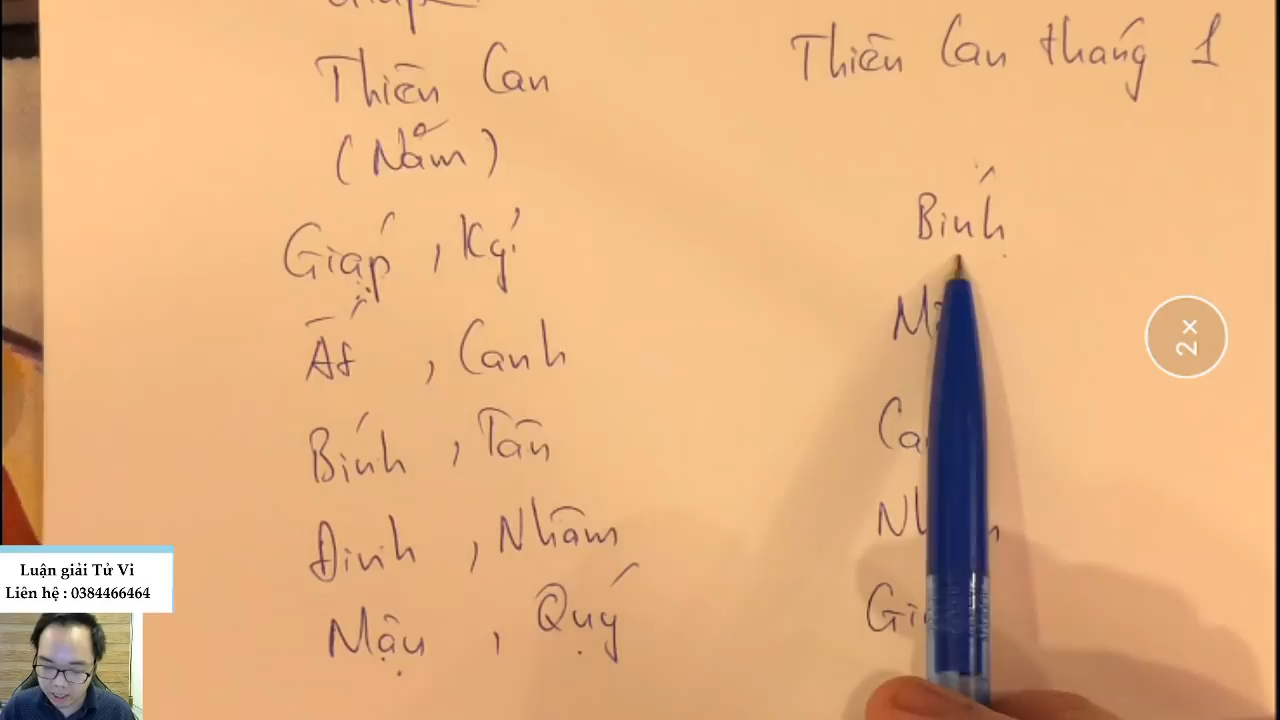 Thiên Can
(Năm)
Thiên Can tháng 1
Giáp, Kỷ
Bính
Ất, Canh
Bính, Tân
Đinh, Nhâm
Mậu, Quý
2×
Luận giải Tử Vi
Liên hệ : 0384466464